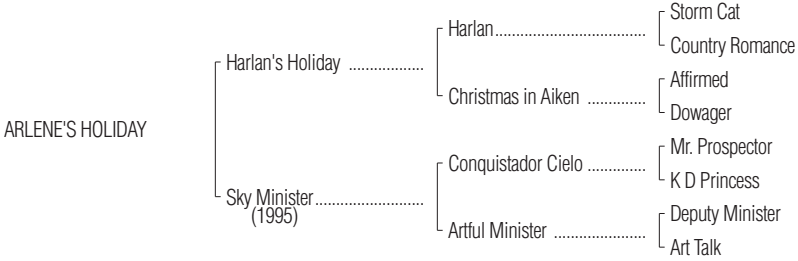 Storm Cat
Harlan....................................
Country Romance
Harlan's Holiday ..................
Affirmed
Christmas in Aiken ..............
Dowager
ARLENE'S HOLIDAY
Mr. Prospector
Conquistador Cielo ..............
K D Princess
Sky Minister..........................
(1995)
Deputy Minister
Artful Minister ......................
Art Talk